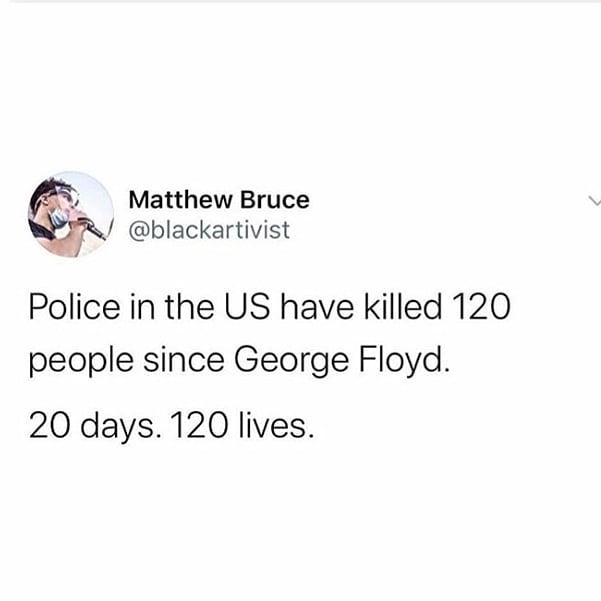 Matthew Bruce
@blackartivist
Police in the US have killed 120
people since George Floyd.
20 days. 120 lives.